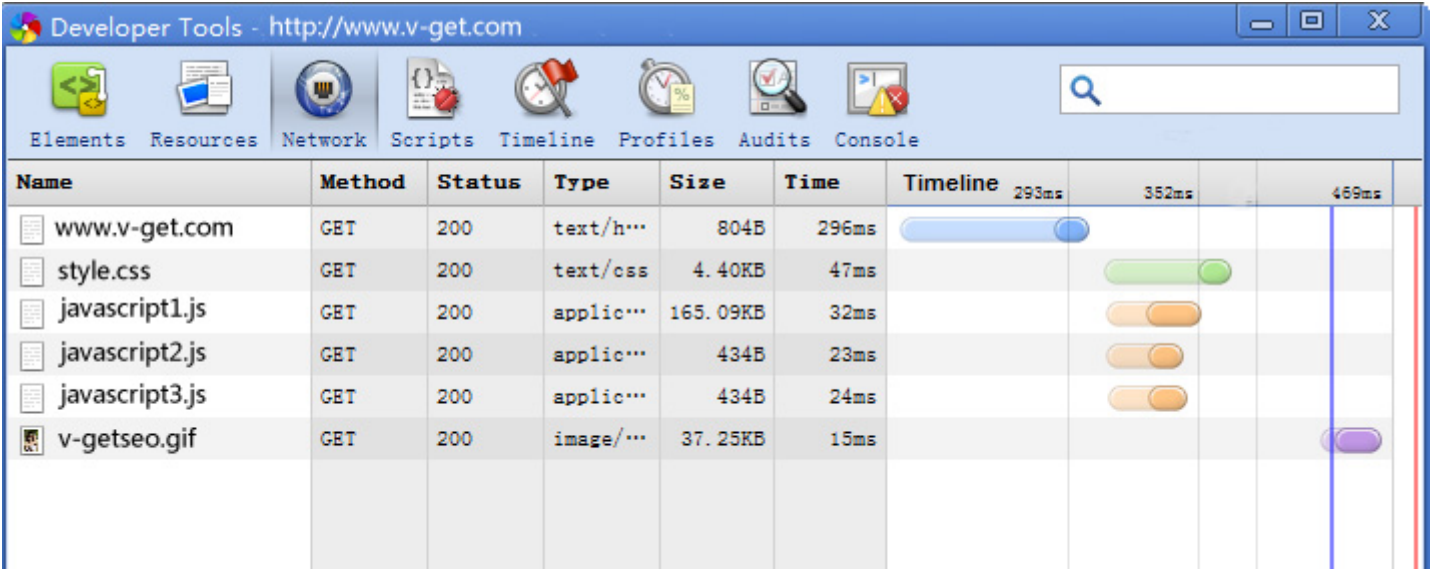 Developer Tools - http://www.v-get.com
Elements Resources Network Scripts Timeline Profiles Audits Console
Name Method Status Type Size Time Timeline 293ms 352ms 469ms
www.v-get.com GET 200 text/h… 804B 296ms
style.css GET 200 text/css 4.40KB 47ms
javascript1.js GET 200 applic… 165.09KB 32ms
javascript2.js GET 200 applic… 434B 23ms
javascript3.js GET 200 applic… 434B 24ms
v-getseo.gif GET 200 image/… 37.25KB 15ms